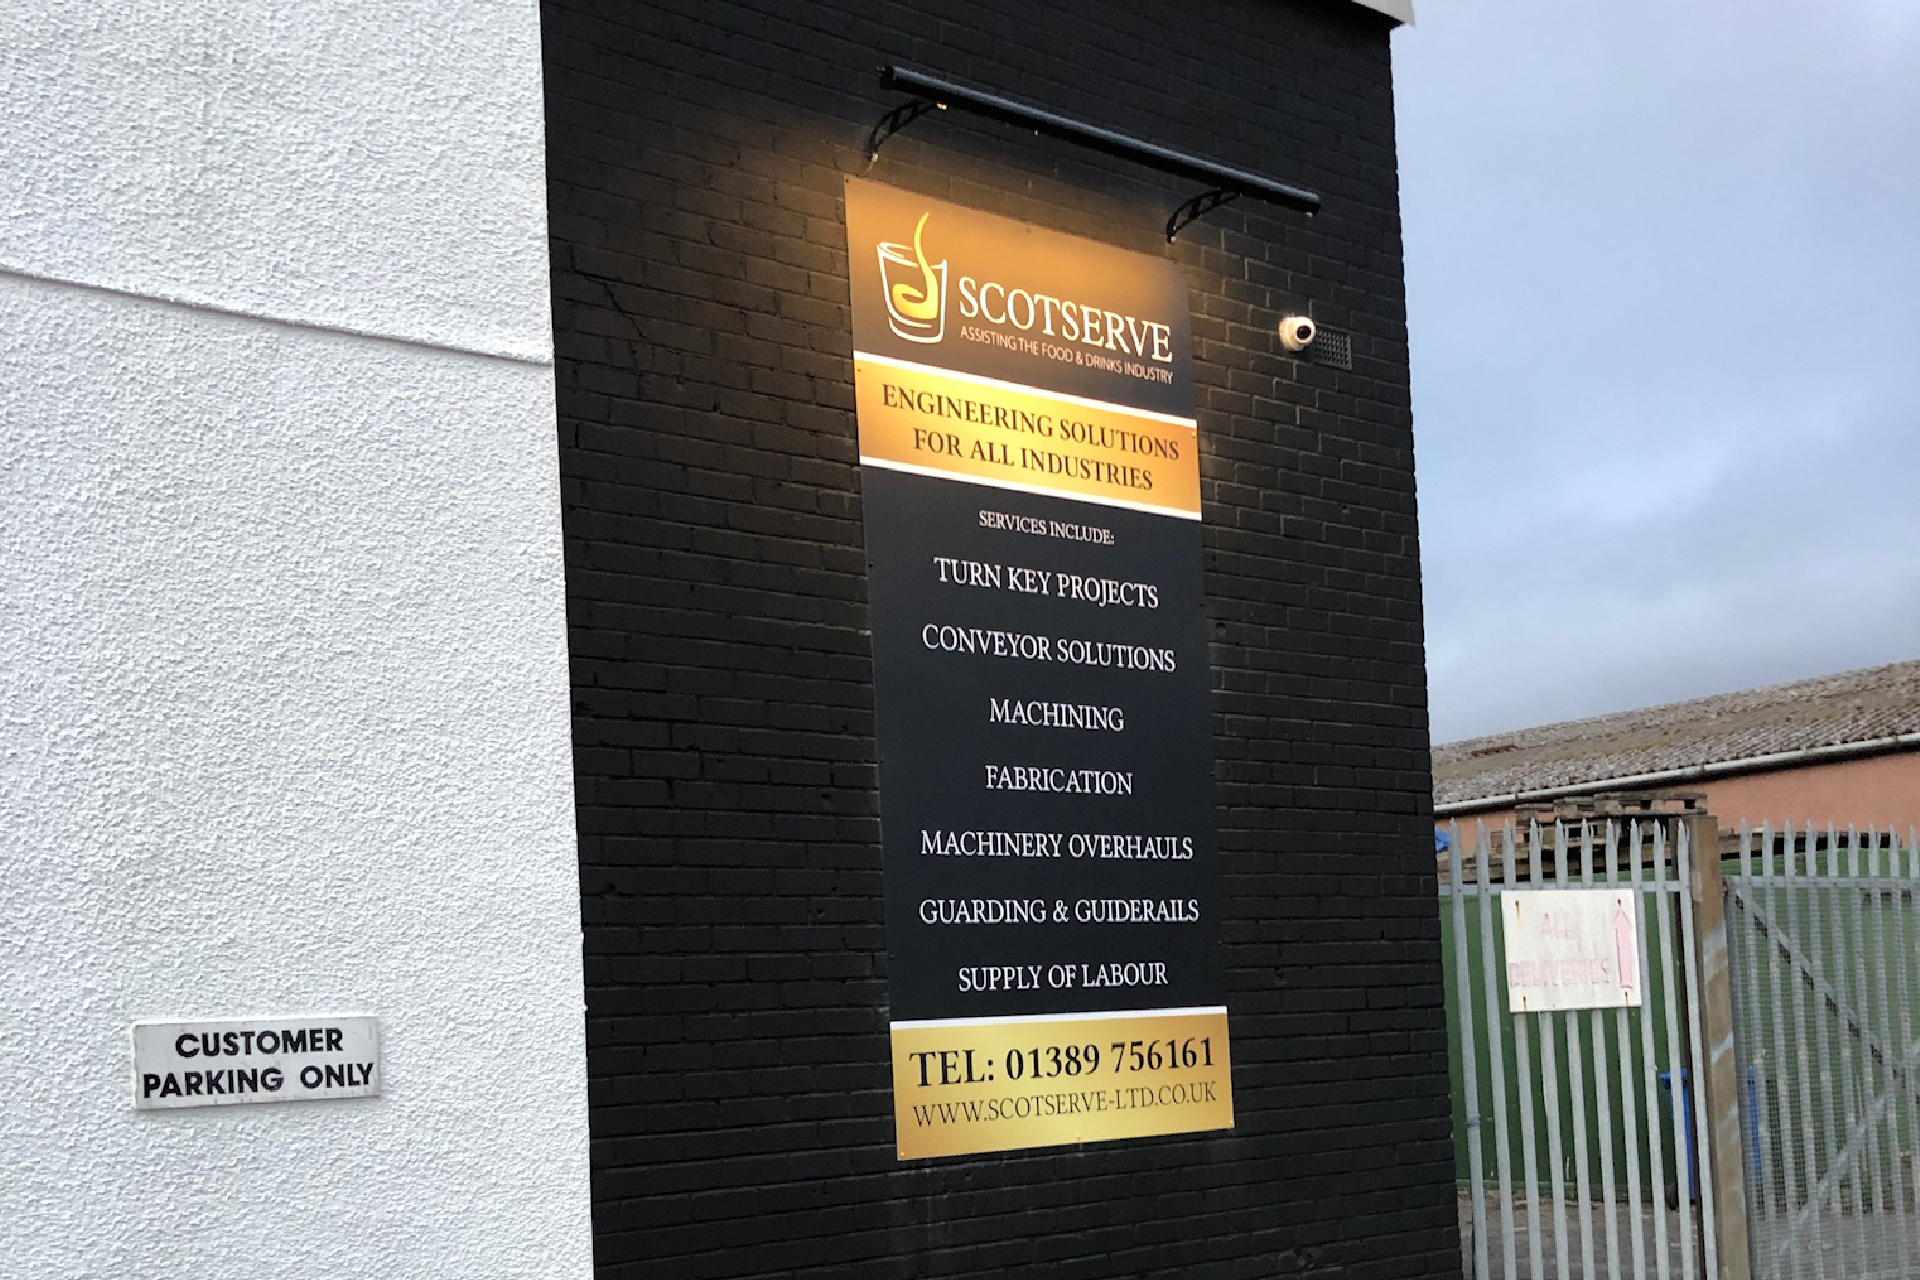 SCOTSERVE
ASSISTING THE FOOD & DRINKS INDUSTRY
ENGINEERING SOLUTIONS
FOR ALL INDUSTRIES
SERVICES INCLUDE:
TURN KEY PROJECTS
CONVEYOR SOLUTIONS
MACHINING
FABRICATION
MACHINERY OVERHAULS
GUARDING & GUIDERAILS
SUPPLY OF LABOUR
TEL: 01389 756161
WWW.SCOTSERVE-LTD.CO.UK
CUSTOMER
PARKING ONLY
ALL
DELIVERIES